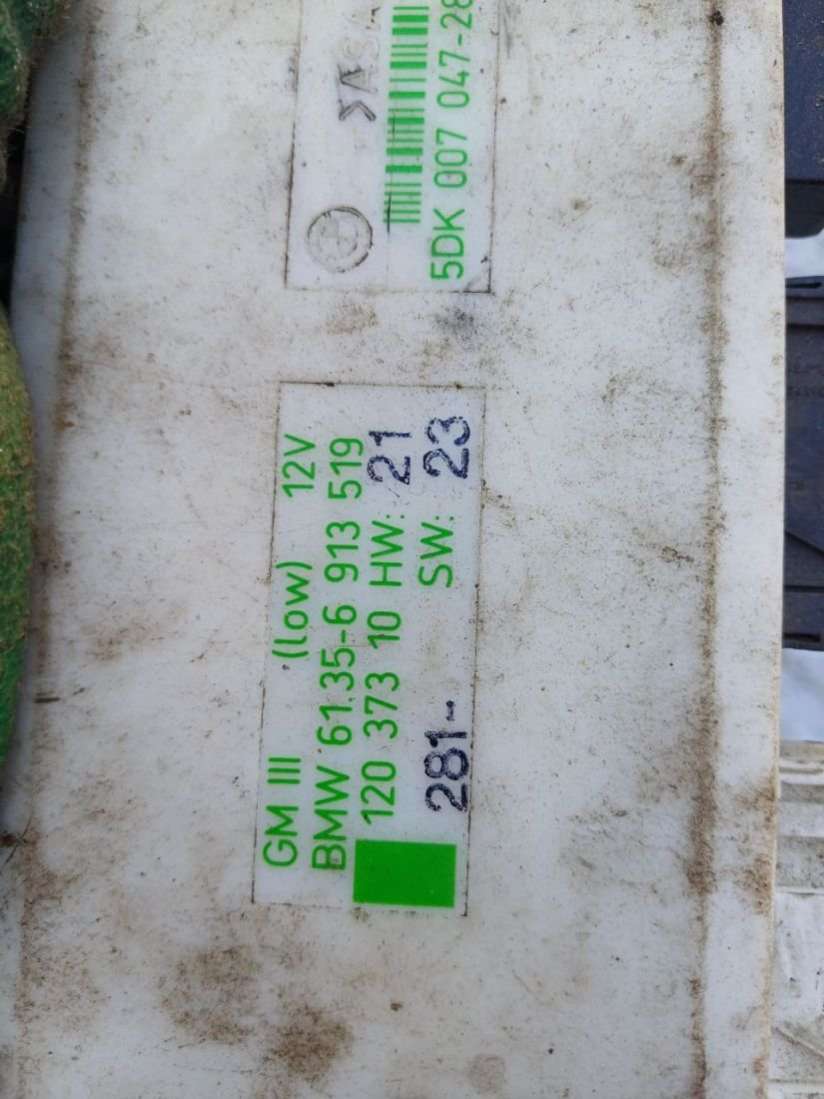 GM III (low) 12V
BMW 61.35-6 913 519
120 373 10 HW: 21
281-- SW: 23
5DK 007 047-28